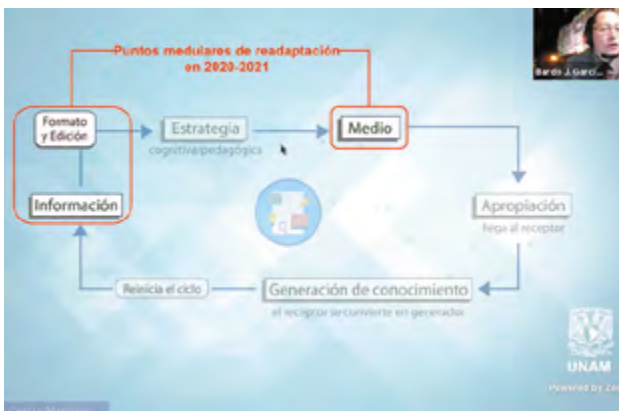 Puntos medulares de readaptación
en 2020-2021
Formato
y Edición
Estrategia
cognitiva/pedagógica
Medio
Información
Apropiación
llega al receptor
Reinicia el ciclo
Generación de conocimiento
el receptor se convierte en generador
UNAM
Powered by